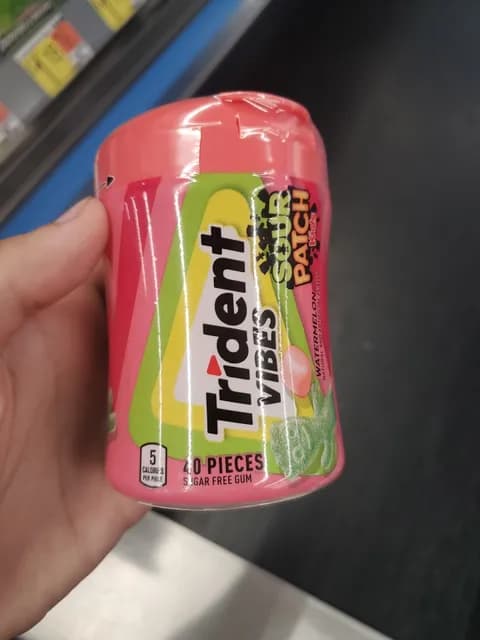 Trident
VIBES
SOUR
PATCH
WATERMELON
5
CALORIES
PER PIECE
40 PIECES
SUGAR FREE GUM